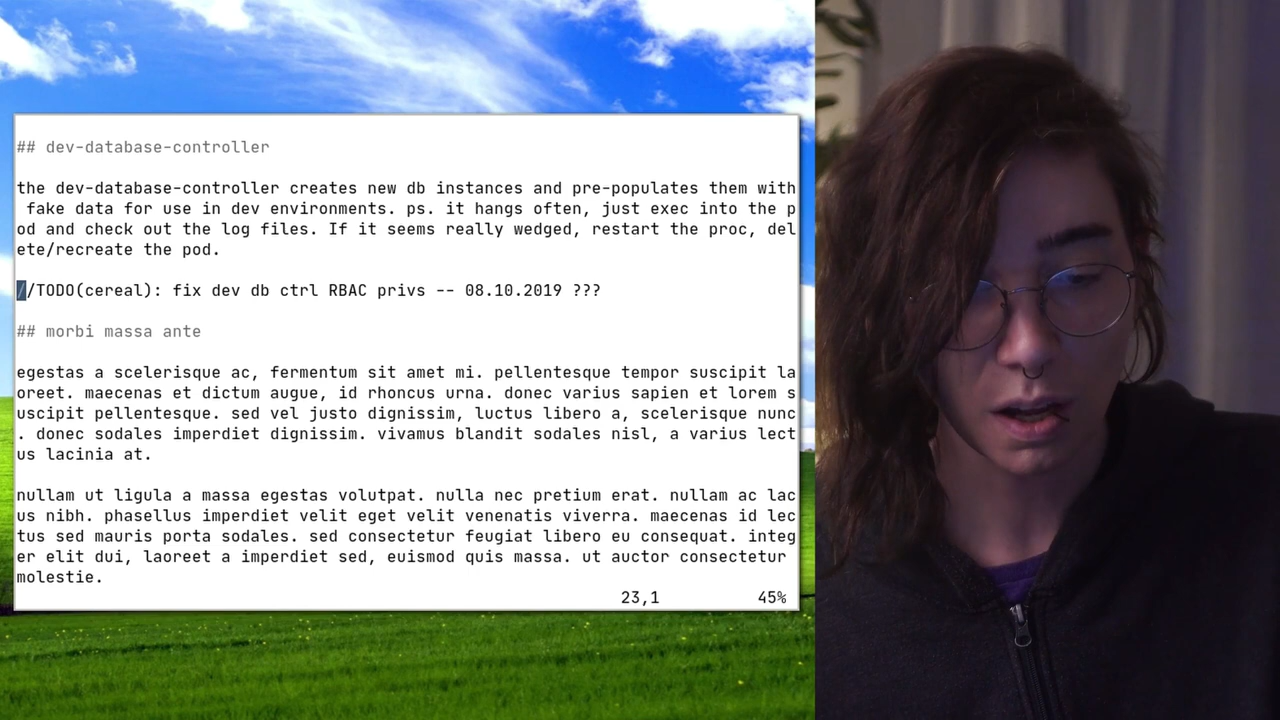 ## dev-database-controller
the dev-database-controller creates new db instances and pre-populates them with
fake data for use in dev environments. ps. it hangs often, just exec into the p
od and check out the log files. If it seems really wedged, restart the proc, del
ete/recreate the pod.
//TODO(cereal): fix dev db ctrl RBAC privs -- 08.10.2019 ???
## morbi massa ante
egestas a scelerisque ac, fermentum sit amet mi. pellentesque tempor suscipit la
oreet. maecenas et dictum augue, id rhoncus urna. donec varius sapien et lorem s
uscipit pellentesque. sed vel justo dignissim, luctus libero a, scelerisque nunc
. donec sodales imperdiet dignissim. vivamus blandit sodales nisl, a varius lect
us lacinia at.
nullam ut ligula a massa egestas volutpat. nulla nec pretium erat. nullam ac lac
us nibh. phasellus imperdiet velit eget velit venenatis viverra. maecenas id lec
tus sed mauris porta sodales. sed consectetur feugiat libero eu consequat. integ
er elit dui, laoreet a imperdiet sed, euismod quis massa. ut auctor consectetur
molestie.
23,1 45%